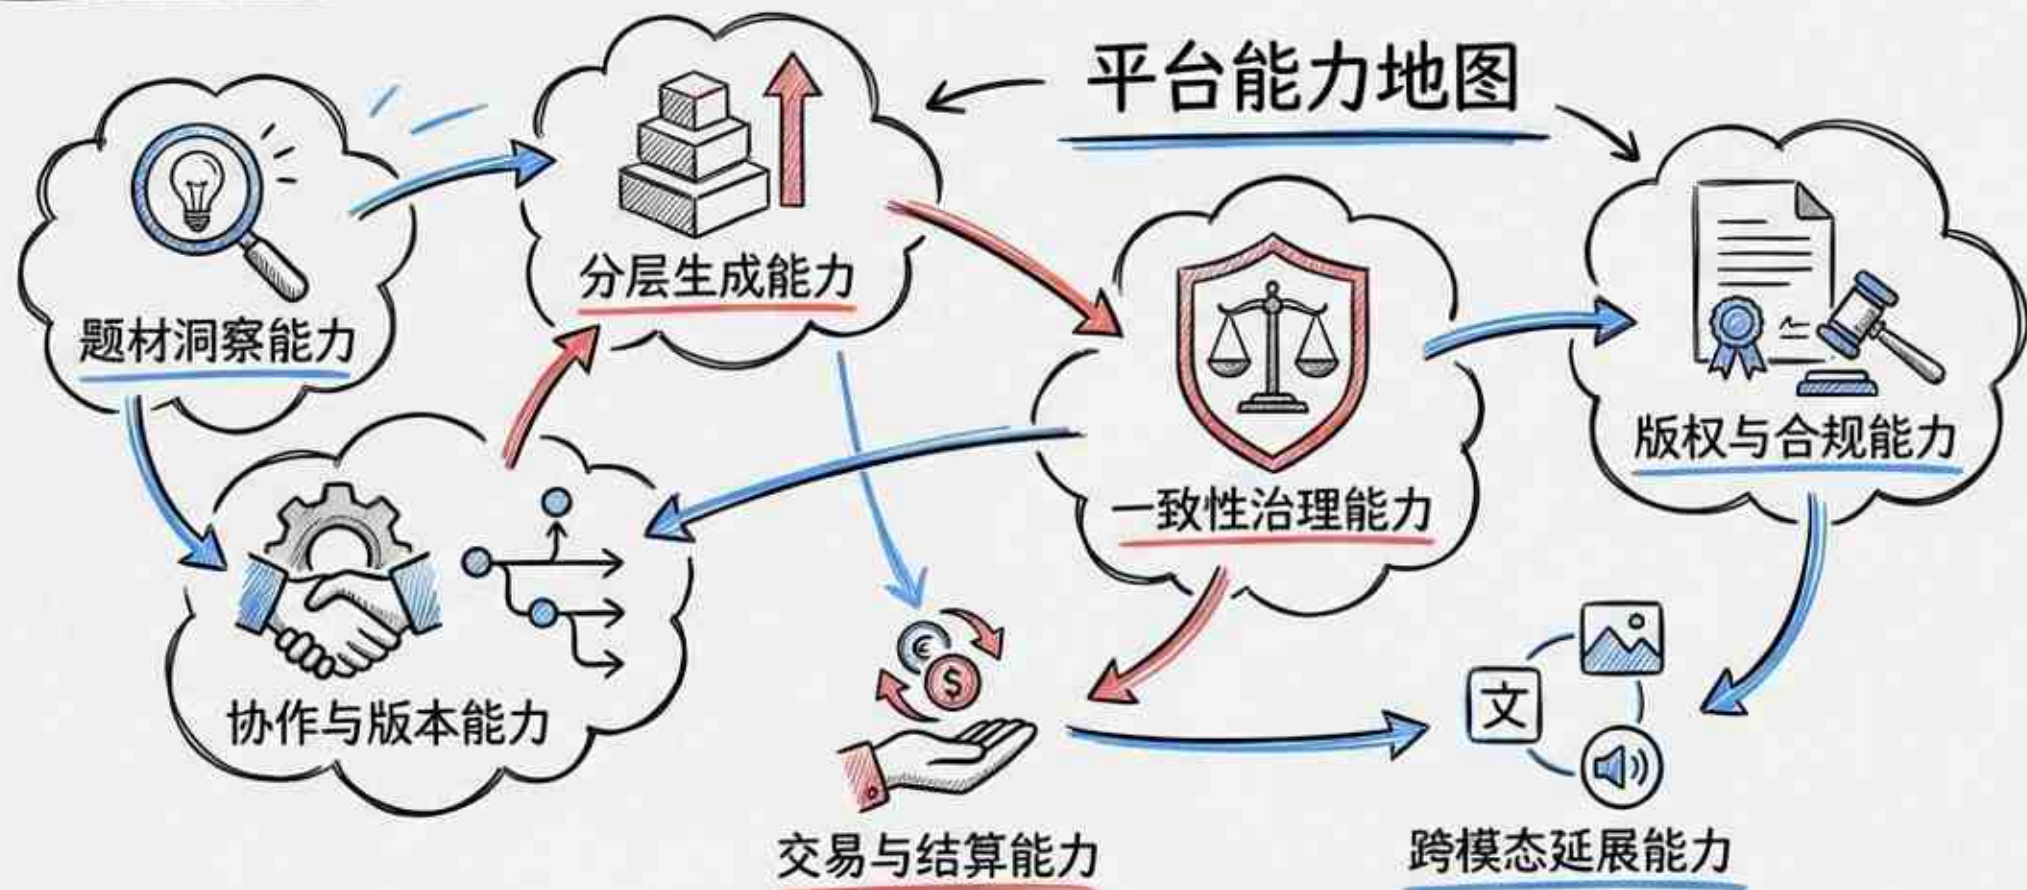 平台能力地图
题材洞察能力
分层生成能力
一致性治理能力
版权与合规能力
协作与版本能力
€
$
文
交易与结算能力
跨模态延展能力